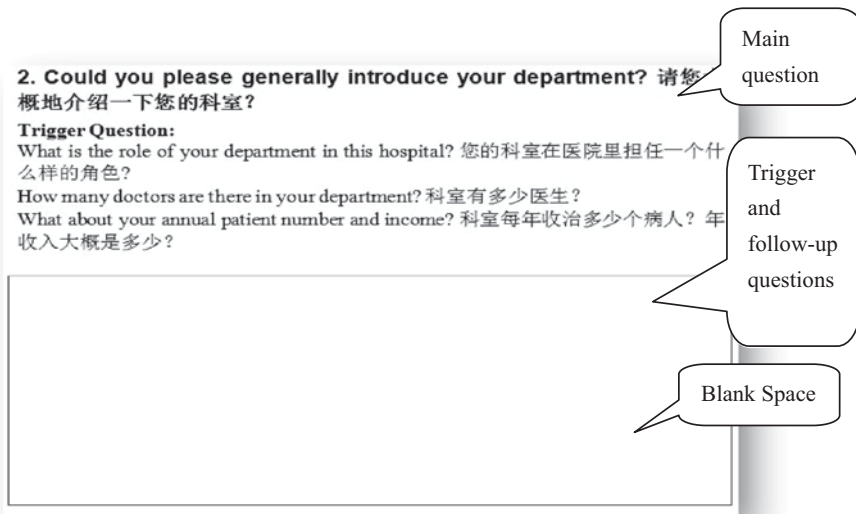 2. Could you please generally introduce your department? 请您
概地介绍一下您的科室?
Trigger Question:
What is the role of your department in this hospital? 您的科室在医院里担任一个什
么样的角色?
How many doctors are there in your department? 科室有多少医生?
What about your annual patient number and income? 科室每年收治多少个病人? 年
收入大概是多少?
Main
question
Trigger
and
follow-up
questions
Blank Space